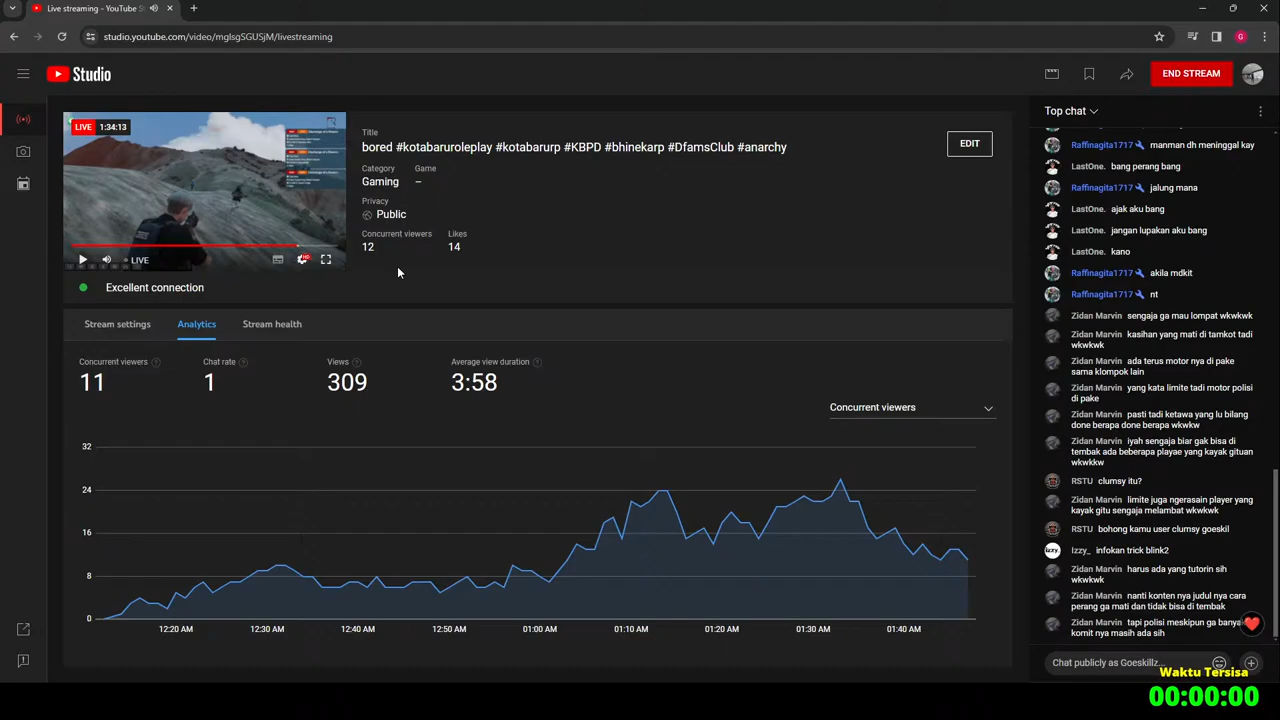 Live streaming - YouTube S
studio.youtube.com/video/mglsgSGUSjM/livestreaming
G
Studio
END STREAM
LIVE 1:34:13
LIVE
HD
Title
bored #kotabaruroleplay #kotabarurp #KBPD #bhinekarp #DfamsClub #anarchy
Category Game
Gaming –
Privacy
Public
Concurrent viewers Likes
12 14
EDIT
Excellent connection
Stream settings Analytics Stream health
Concurrent viewers Chat rate Views Average view duration
11 1 309 3:58
Concurrent viewers
32
24
16
8
0
12:20 AM 12:30 AM 12:40 AM 12:50 AM 01:00 AM 01:10 AM 01:20 AM 01:30 AM 01:40 AM
Top chat
Raffinagita1717 manman dh meninggal kay
LastOne. bang perang bang
Raffinagita1717 jalung mana
LastOne. ajak aku bang
LastOne. jangan lupakan aku bang
LastOne. kano
Raffinagita1717 akila mdkit
Raffinagita1717 nt
Zidan Marvin sengaja ga mau lompat wkwkwk
Zidan Marvin kasihan yang mati di tamkot tadi
wkwkwk
Zidan Marvin ada terus motor nya di pake
sama klompok lain
Zidan Marvin yang kata limite tadi motor polisi
di pake
Zidan Marvin pasti tadi ketawa yang lu bilang
done berapa done berapa wkwkw
Zidan Marvin iyah sengaja biar gak bisa di
tembak ada beberapa playae yang kayak gituan
wkwkkw
RSTU clumsy itu?
Zidan Marvin limite juga ngerasain player yang
kayak gitu sengaja melambat wkwkwk
RSTU bohong kamu user clumsy goeskil
Izzy_ infokan trick blink2
Zidan Marvin harus ada yang tutorin sih
wkwkwk
Zidan Marvin nanti konten nya judul nya cara
perang ga mati dan tidak bisa di tembak
Zidan Marvin tapi polisi meskipun ga banya
komit nya masih ada sih
Chat publicly as Goeskillz...
Waktu Tersisa
00:00:00